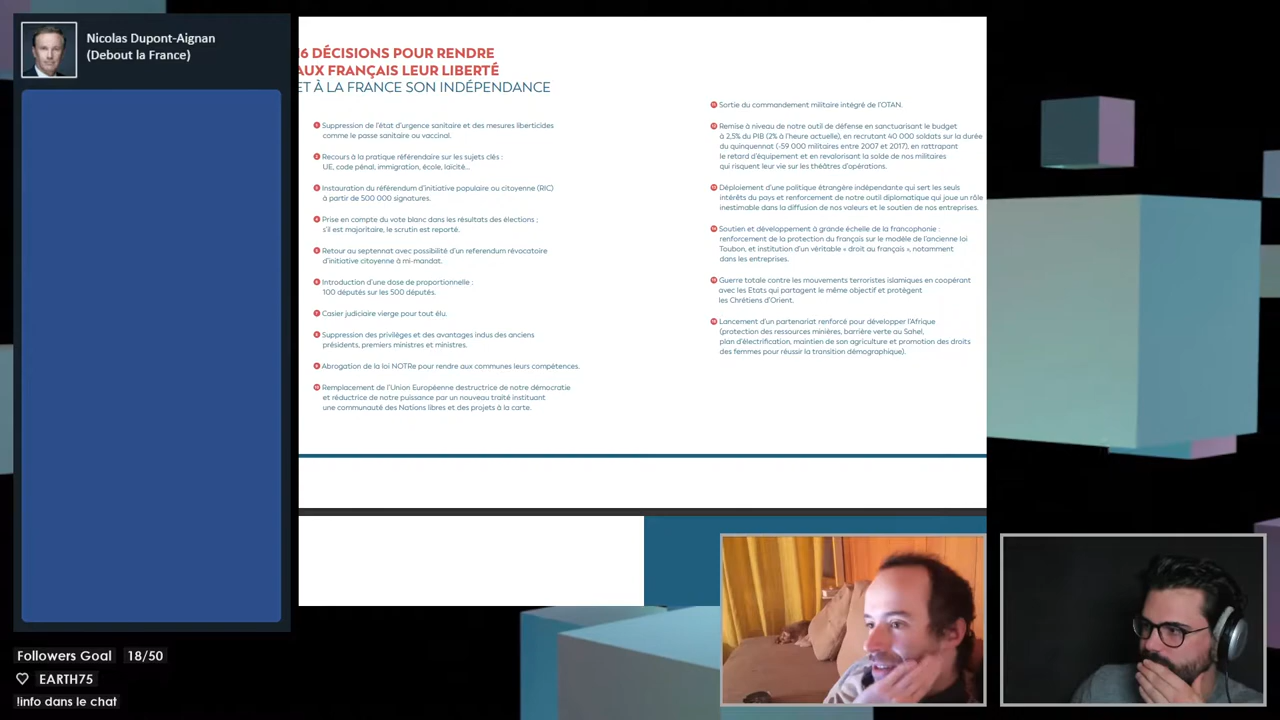 Nicolas Dupont-Aignan
(Debout la France)
16 DÉCISIONS POUR RENDRE
AUX FRANÇAIS LEUR LIBERTÉ
ET À LA FRANCE SON INDÉPENDANCE
1 Suppression de l'état d'urgence sanitaire et des mesures liberticides
comme le passe sanitaire ou vaccinal.
2 Recours à la pratique référendaire sur les sujets clés :
UE, code pénal, immigration, école, laïcité...
3 Instauration du référendum d'initiative populaire ou citoyenne (RIC)
à partir de 500 000 signatures.
4 Prise en compte du vote blanc dans les résultats des élections ;
s'il est majoritaire, le scrutin est reporté.
5 Retour au septennat avec possibilité d'un referendum révocatoire
d'initiative citoyenne à mi-mandat.
6 Introduction d'une dose de proportionnelle :
100 députés sur les 500 députés.
7 Casier judiciaire vierge pour tout élu.
8 Suppression des privilèges et des avantages indus des anciens
présidents, premiers ministres et ministres.
9 Abrogation de la loi NOTRe pour rendre aux communes leurs compétences.
10 Remplacement de l'Union Européenne destructrice de notre démocratie
et réductrice de notre puissance par un nouveau traité instituant
une communauté des Nations libres et des projets à la carte.
11 Sortie du commandement militaire intégré de l'OTAN.
12 Remise à niveau de notre outil de défense en sanctuarisant le budget
à 2,5% du PIB (2% à l'heure actuelle), en recrutant 40 000 soldats sur la durée
du quinquennat (-59 000 militaires entre 2007 et 2017), en rattrapant
le retard d'équipement et en revalorisant la solde de nos militaires
qui risquent leur vie sur les théâtres d'opérations.
13 Déploiement d'une politique étrangère indépendante qui sert les seuls
intérêts du pays et renforcement de notre outil diplomatique qui joue un rôle
inestimable dans la diffusion de nos valeurs et le soutien de nos entreprises.
14 Soutien et développement à grande échelle de la francophonie :
renforcement de la protection du français sur le modèle de l'ancienne loi
Toubon, et institution d'un véritable « droit au français », notamment
dans les entreprises.
15 Guerre totale contre les mouvements terroristes islamiques en coopérant
avec les Etats qui partagent le même objectif et protègent
les Chrétiens d'Orient.
16 Lancement d'un partenariat renforcé pour développer l'Afrique
(protection des ressources minières, barrière verte au Sahel,
plan d'électrification, maintien de son agriculture et promotion des droits
des femmes pour réussir la transition démographique).
Followers Goal 18/50
EARTH75
!info dans le chat